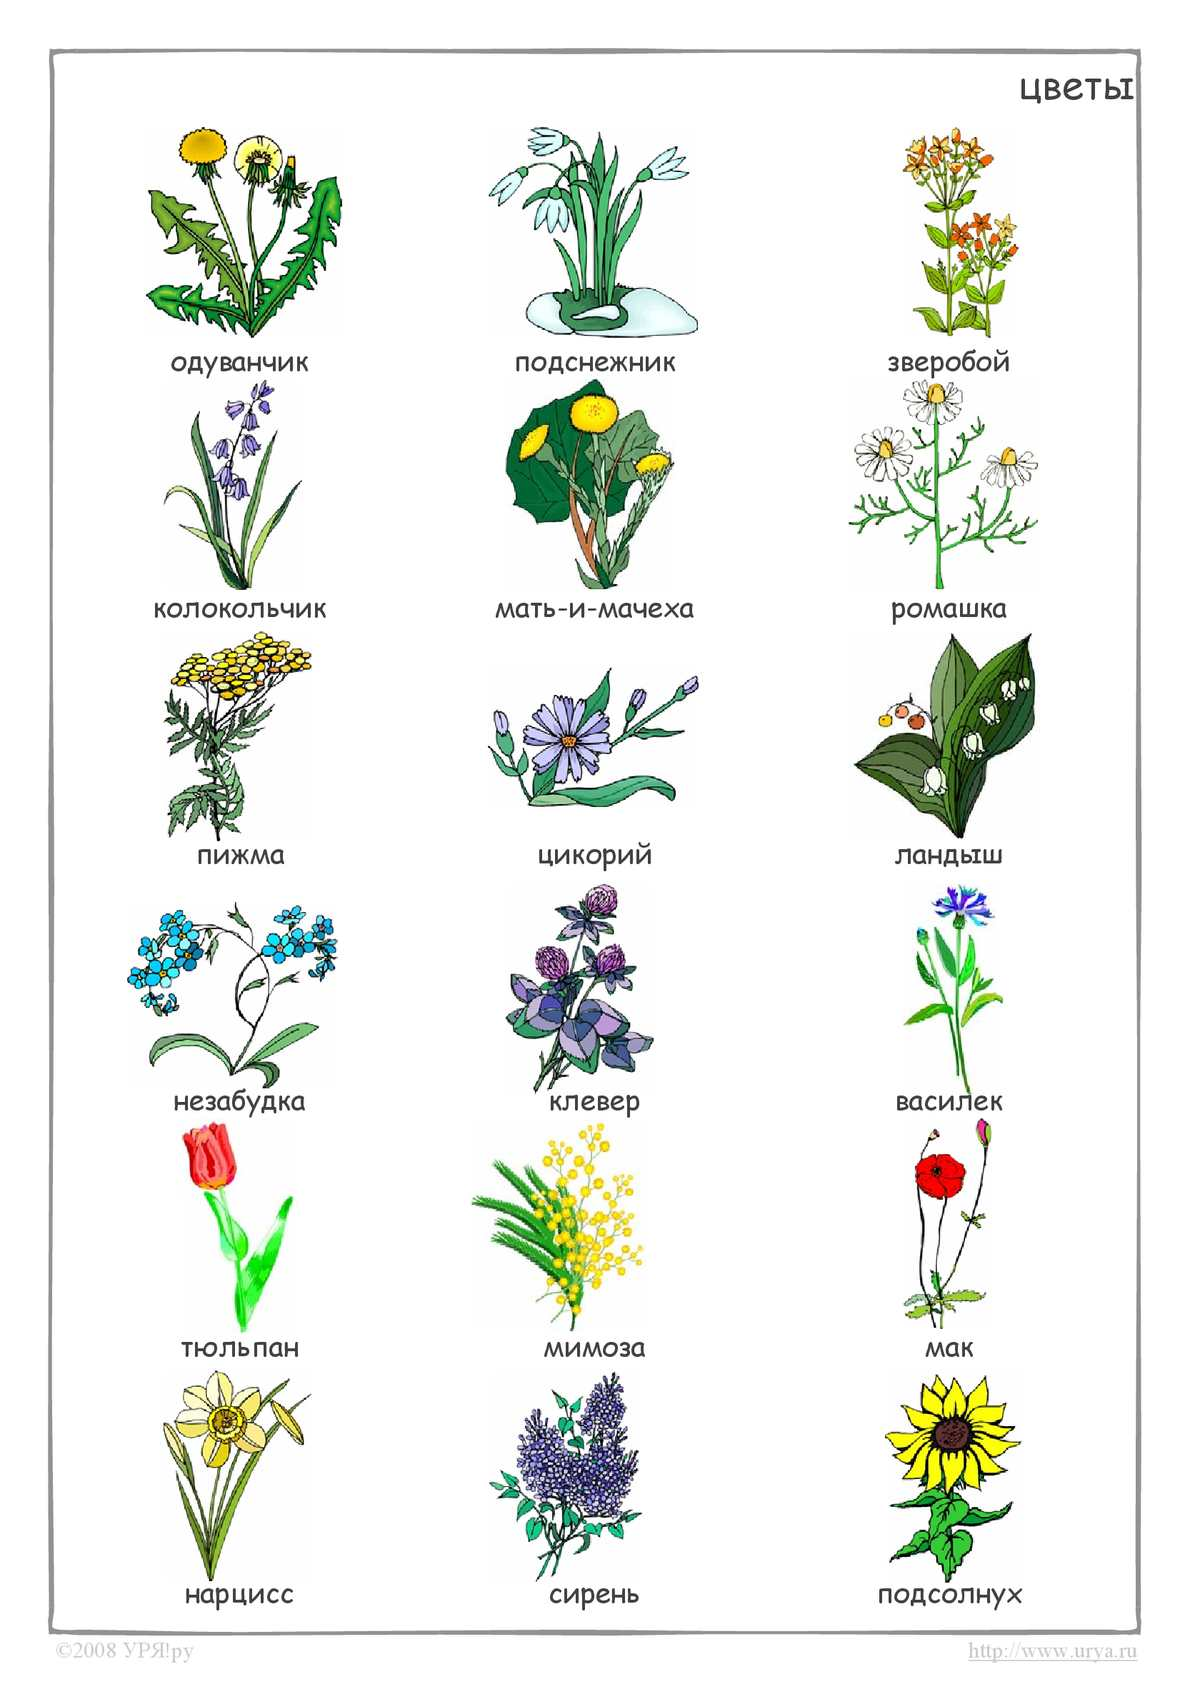 цветы
одуванчик подснежник зверобой
колокольчик мать-и-мачеха ромашка
пижма цикорий ландыш
незабудка клевер василек
тюльпан мимоза мак
нарцисс сирень подсолнух
©2008 УРЯ!ру http://www.urya.ru